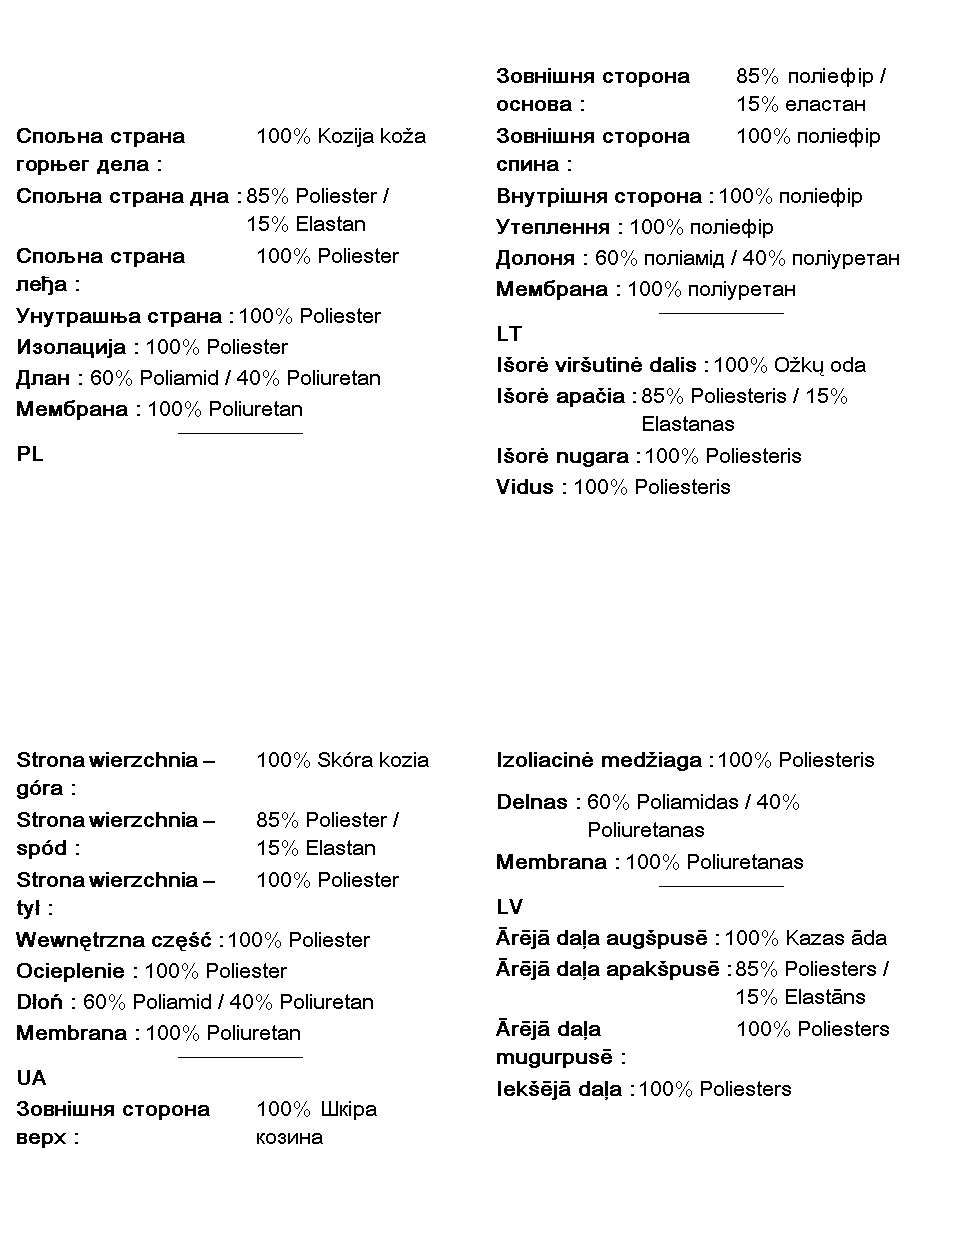 Спољна страна 100% Kozija koža
горњег дела :
Спољна страна дна : 85% Poliester /
15% Elastan
Спољна страна 100% Poliester
леђа :
Унутрашња страна : 100% Poliester
Изолација : 100% Poliester
Длан : 60% Poliamid / 40% Poliuretan
Мембрана : 100% Poliuretan
PL
Strona wierzchnia – 100% Skóra kozia
góra :
Strona wierzchnia – 85% Poliester /
spód : 15% Elastan
Strona wierzchnia – 100% Poliester
tył :
Wewnętrzna część : 100% Poliester
Ocieplenie : 100% Poliester
Dłoń : 60% Poliamid / 40% Poliuretan
Membrana : 100% Poliuretan
UA
Зовнішня сторона 100% Шкіра
верх : козина
Зовнішня сторона 85% поліефір /
основа : 15% еластан
Зовнішня сторона 100% поліефір
спина :
Внутрішня сторона : 100% поліефір
Утеплення : 100% поліефір
Долоня : 60% поліамід / 40% поліуретан
Мембрана : 100% поліуретан
LT
Išorė viršutinė dalis : 100% Ožkų oda
Išorė apačia : 85% Poliesteris / 15%
Elastanas
Išorė nugara : 100% Poliesteris
Vidus : 100% Poliesteris
Izoliacinė medžiaga : 100% Poliesteris
Delnas : 60% Poliamidas / 40%
Poliuretanas
Membrana : 100% Poliuretanas
LV
Ārējā daļa augšpusē : 100% Kazas āda
Ārējā daļa apakšpusē : 85% Poliesters /
15% Elastāns
Ārējā daļa 100% Poliesters
mugurpusē :
Iekšējā daļa : 100% Poliesters